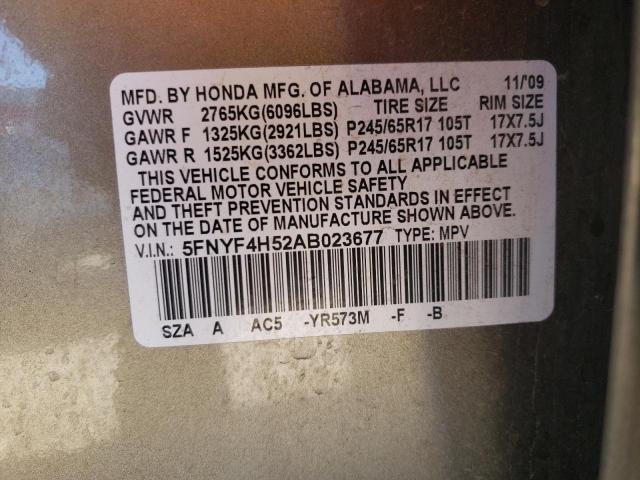 MFD. BY HONDA MFG. OF ALABAMA, LLC 11/'09
GVWR 2765KG(6096LBS) TIRE SIZE RIM SIZE
GAWR F 1325KG(2921LBS) P245/65R17 105T 17X7.5J
GAWR R 1525KG(3362LBS) P245/65R17 105T 17X7.5J
THIS VEHICLE CONFORMS TO ALL APPLICABLE
FEDERAL MOTOR VEHICLE SAFETY
AND THEFT PREVENTION STANDARDS IN EFFECT
ON THE DATE OF MANUFACTURE SHOWN ABOVE.
V.I.N.: 5FNYF4H52AB023677 TYPE: MPV
SZA A AC5 -YR573M -F -B